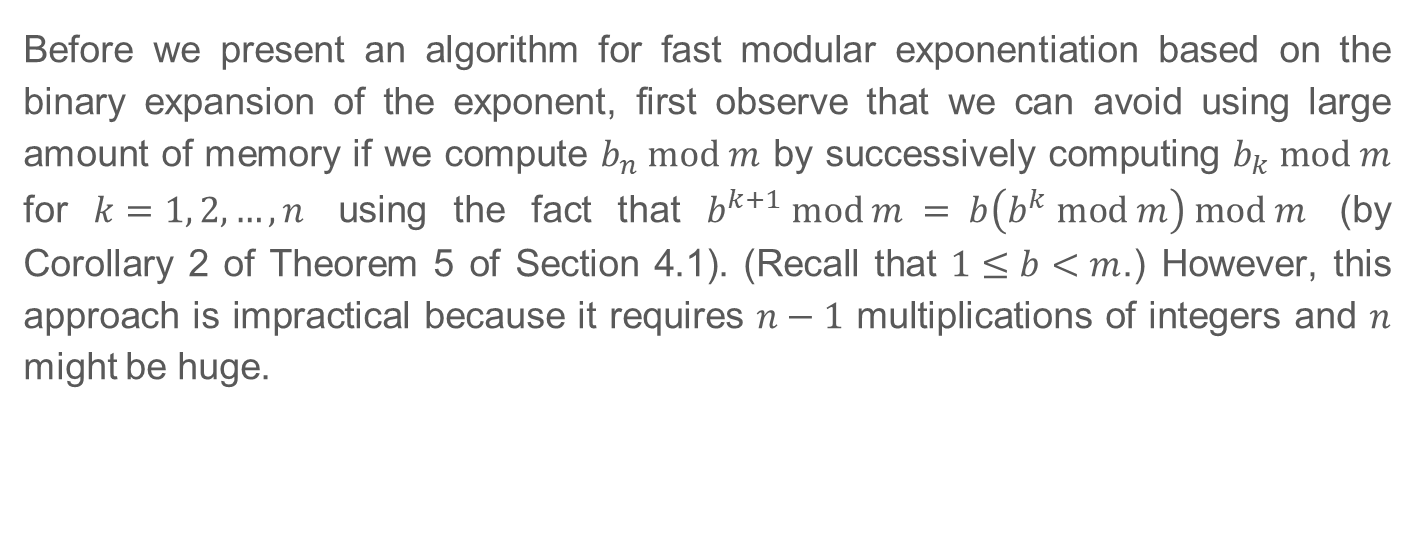 Before we present an algorithm for fast modular exponentiation based on the
binary expansion of the exponent, first observe that we can avoid using large
amount of memory if we compute bₙ mod m by successively computing bₖ mod m
for k = 1, 2, … , n using the fact that bᵏ⁺¹ mod m = b(bᵏ mod m) mod m (by
Corollary 2 of Theorem 5 of Section 4.1). (Recall that 1 ≤ b < m.) However, this
approach is impractical because it requires n − 1 multiplications of integers and n
might be huge.